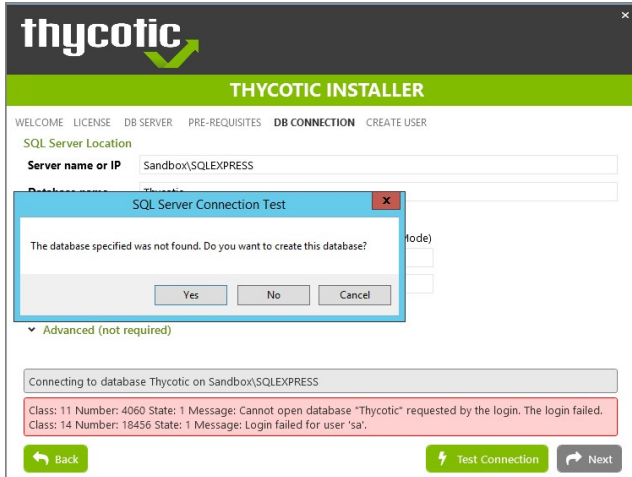 thycotic
THYCOTIC INSTALLER
WELCOME LICENSE DB SERVER PRE-REQUISITES DB CONNECTION CREATE USER
SQL Server Location
Server name or IP Sandbox\SQLEXPRESS
Database name Thycotic
SQL Server Connection Test x
The database specified was not found. Do you want to create this database?
Mode)
Yes No Cancel
Advanced (not required)
Connecting to database Thycotic on Sandbox\SQLEXPRESS
Class: 11 Number: 4060 State: 1 Message: Cannot open database "Thycotic" requested by the login. The login failed.
Class: 14 Number: 18456 State: 1 Message: Login failed for user 'sa'.
Back Test Connection Next